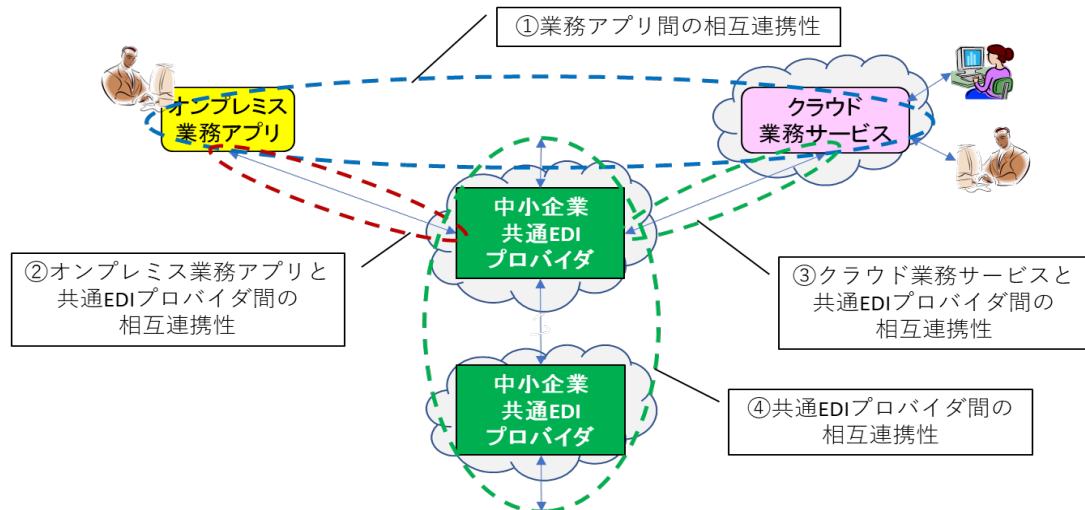 ①業務アプリ間の相互連携性
オンプレミス
業務アプリ
クラウド
業務サービス
中小企業
共通EDI
プロバイダ
②オンプレミス業務アプリと
共通EDIプロバイダ間の
相互連携性
③クラウド業務サービスと
共通EDIプロバイダ間の
相互連携性
中小企業
共通EDI
プロバイダ
④共通EDIプロバイダ間の
相互連携性